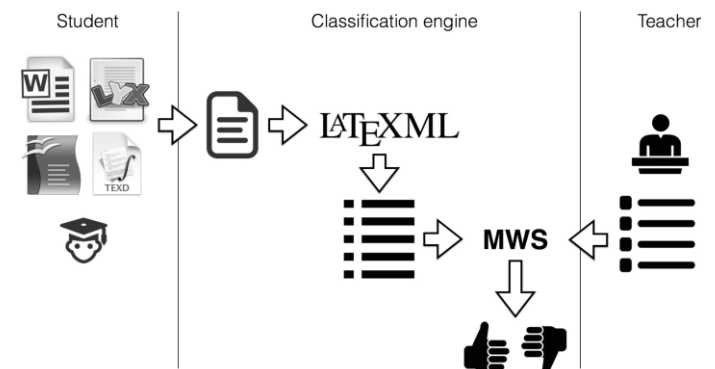 Student
Classification engine
Teacher
W
LYX
TEXD
LATEXML
MWS